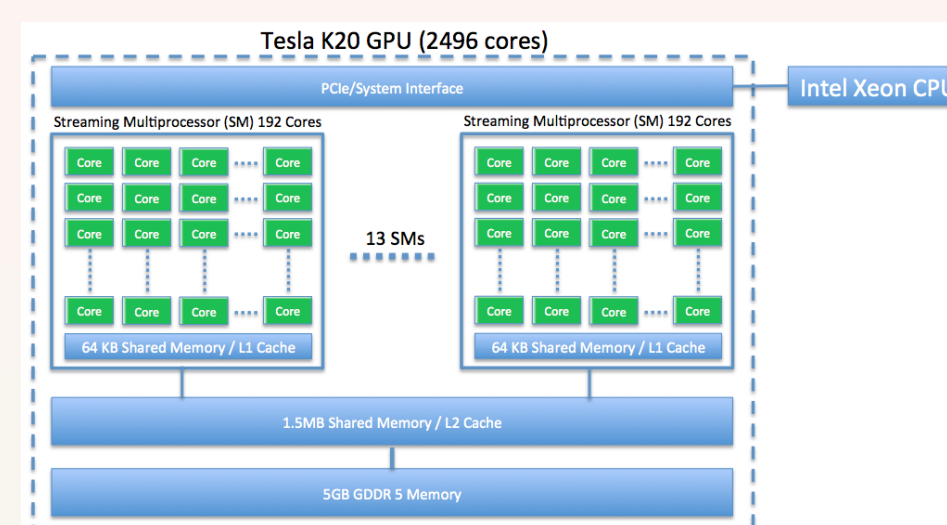 Tesla K20 GPU (2496 cores)
PCIe/System Interface
Intel Xeon CPU
Streaming Multiprocessor (SM) 192 Cores
Streaming Multiprocessor (SM) 192 Cores
Core Core Core Core
Core Core Core Core
Core Core Core Core
Core Core Core Core
64 KB Shared Memory / L1 Cache
13 SMs
Core Core Core Core
Core Core Core Core
Core Core Core Core
Core Core Core Core
64 KB Shared Memory / L1 Cache
1.5MB Shared Memory / L2 Cache
5GB GDDR 5 Memory